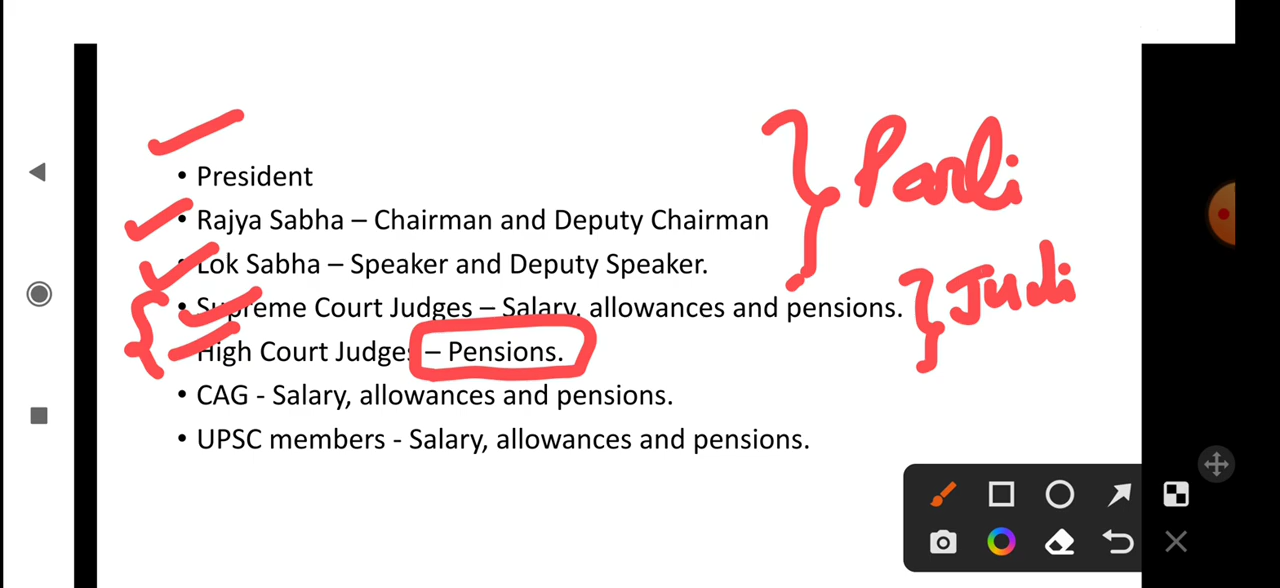 • President
• Rajya Sabha – Chairman and Deputy Chairman
• Lok Sabha – Speaker and Deputy Speaker.
• Supreme Court Judges – Salary, allowances and pensions.
High Court Judges – Pensions.
• CAG - Salary, allowances and pensions.
• UPSC members - Salary, allowances and pensions.
Parli
Judi